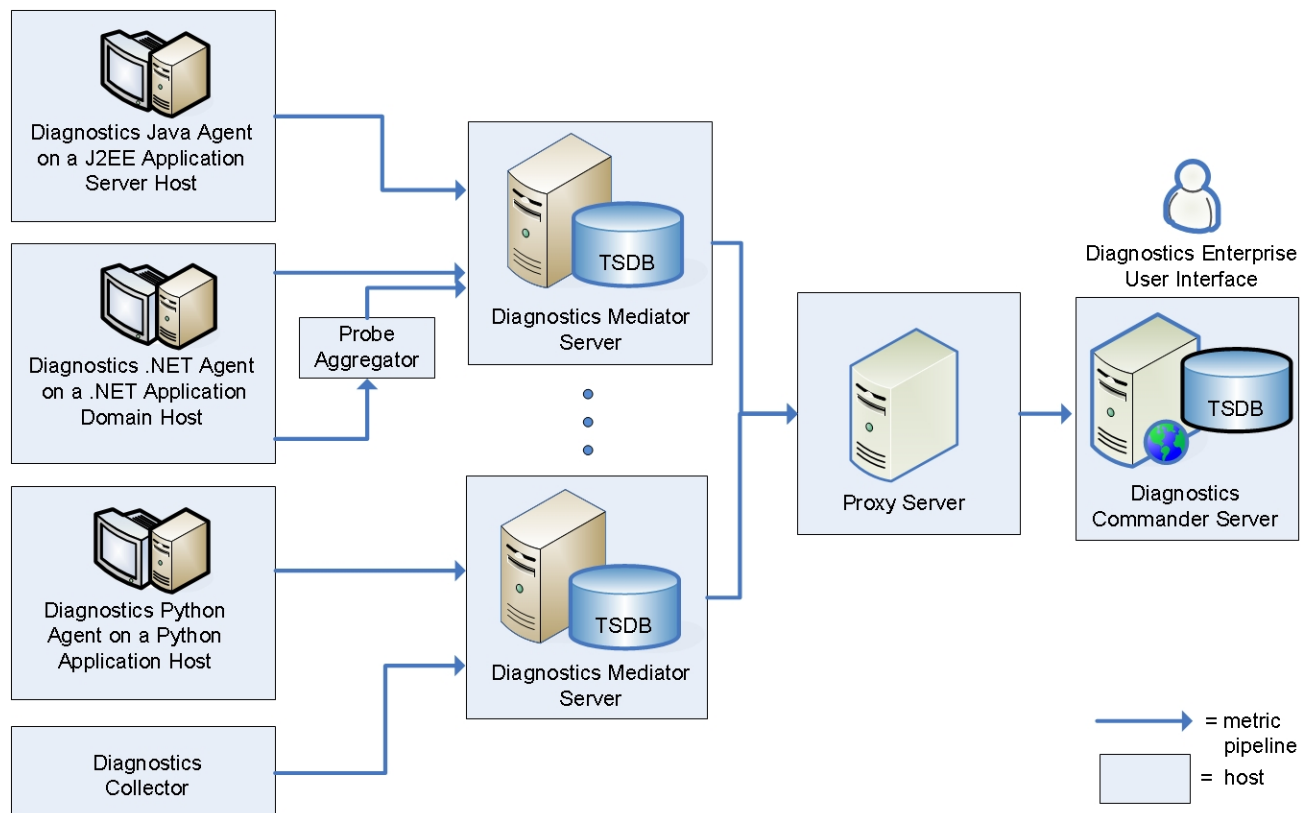 Diagnostics Java Agent
on a J2EE Application
Server Host
Diagnostics .NET Agent
on a .NET Application
Domain Host
Probe
Aggregator
Diagnostics Python
Agent on a Python
Application Host
Diagnostics
Collector
TSDB
Diagnostics Mediator
Server
TSDB
Diagnostics Mediator
Server
Proxy Server
Diagnostics Enterprise
User Interface
TSDB
Diagnostics
Commander Server
= metric
pipeline
= host